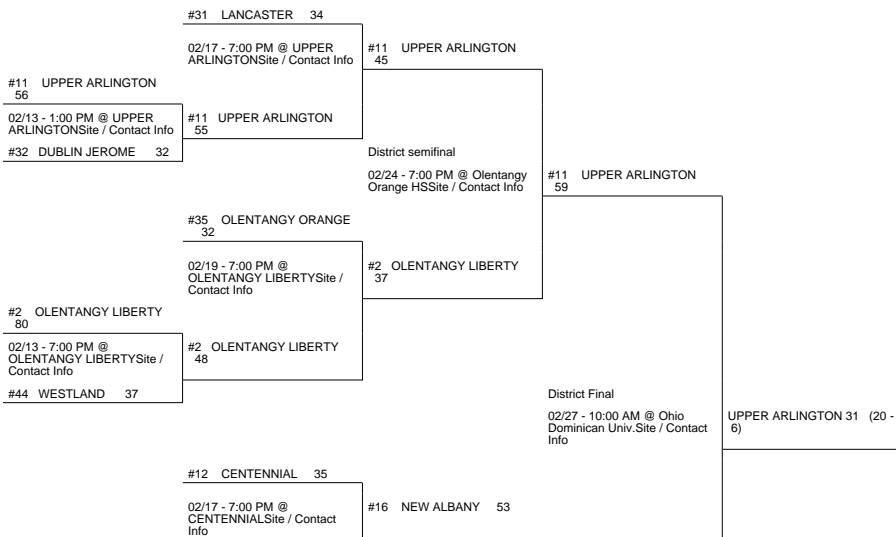 #31 LANCASTER 34
02/17 - 7:00 PM @ UPPER
ARLINGTONSite / Contact Info
#11 UPPER ARLINGTON
45
#11 UPPER ARLINGTON
56
02/13 - 1:00 PM @ UPPER
ARLINGTONSite / Contact Info
#11 UPPER ARLINGTON
55
#32 DUBLIN JEROME 32
District semifinal
02/24 - 7:00 PM @ Olentangy
Orange HSSite / Contact Info
#11 UPPER ARLINGTON
59
#35 OLENTANGY ORANGE
32
02/19 - 7:00 PM @
OLENTANGY LIBERTYSite /
Contact Info
#2 OLENTANGY LIBERTY
37
#2 OLENTANGY LIBERTY
80
02/13 - 7:00 PM @
OLENTANGY LIBERTYSite /
Contact Info
#2 OLENTANGY LIBERTY
48
#44 WESTLAND 37
District Final
02/27 - 10:00 AM @ Ohio
Dominican Univ.Site / Contact
Info
UPPER ARLINGTON 31 (20 -
6)
#12 CENTENNIAL 35
02/17 - 7:00 PM @
CENTENNIALSite / Contact
Info
#16 NEW ALBANY 53